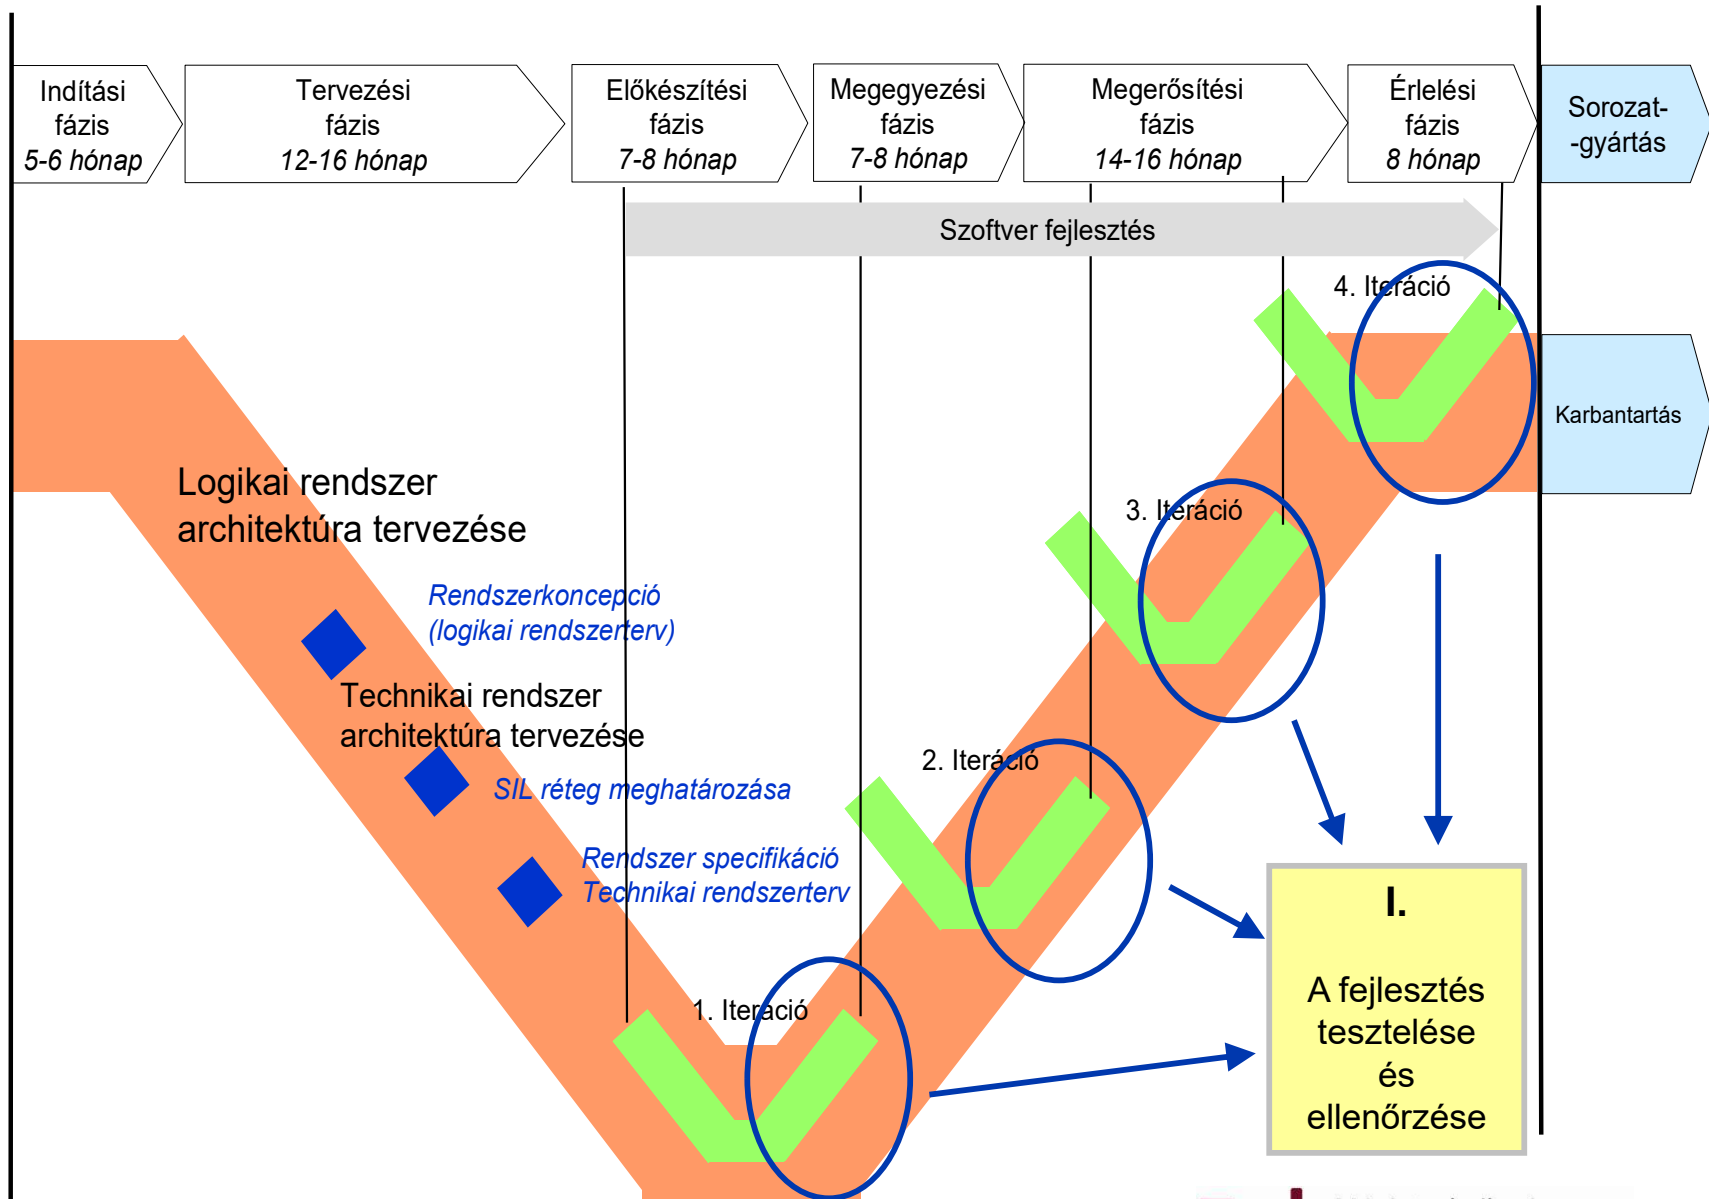 Indítási
fázis
5-6 hónap
Tervezési
fázis
12-16 hónap
Előkészítési
fázis
7-8 hónap
Megegyezési
fázis
7-8 hónap
Megerősítési
fázis
14-16 hónap
Érlelési
fázis
8 hónap
Sorozat-
-gyártás
Szoftver fejlesztés
4. Iteráció
Karbantartás
Logikai rendszer
architektúra tervezése
3. Iteráció
Rendszerkoncepció
(logikai rendszerterv)
Technikai rendszer
architektúra tervezése
2. Iteráció
SIL réteg meghatározása
Rendszer specifikáció
Technikai rendszerterv
1. Iteráció
I.
A fejlesztés
tesztelése
és
ellenőrzése